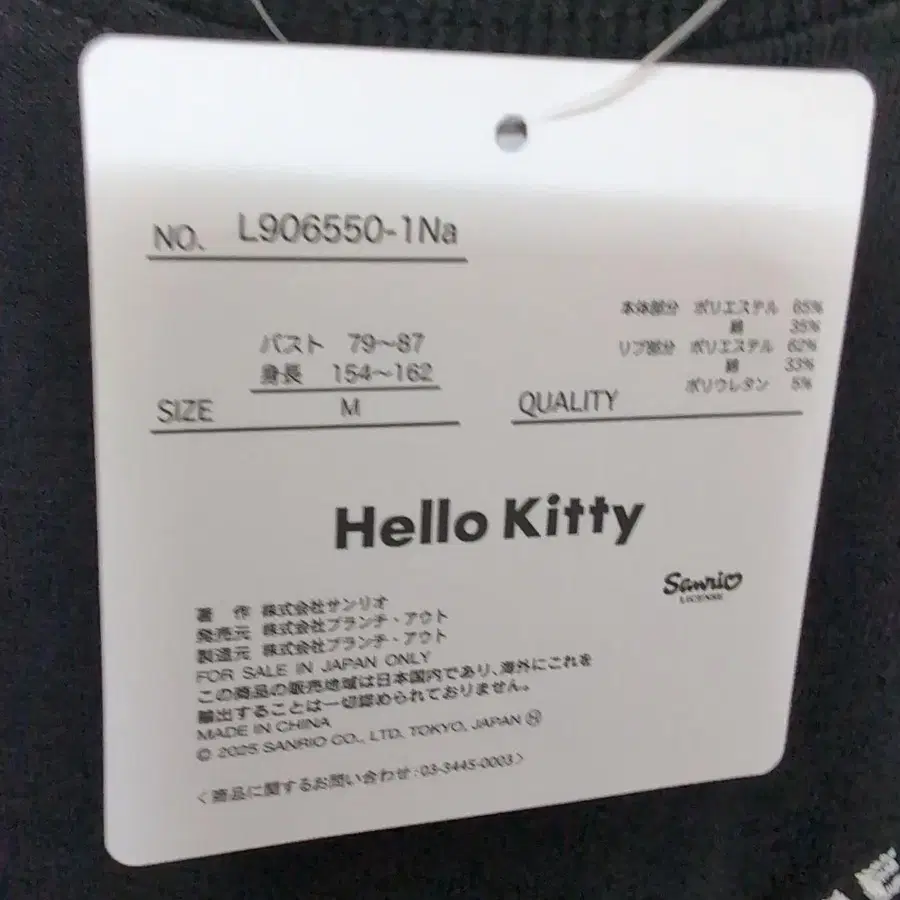 NO. L906550-1Na
バスト 79〜87
身長 154〜162
SIZE M
本体部分 ポリエステル 65%
綿 35%
リブ部分 ポリエステル 62%
綿 33%
ポリウレタン 5%
QUALITY
Hello Kitty
Sanrio
LICENSE
著 作 株式会社サンリオ
発売元 株式会社ブランチ・アウト
製造元 株式会社ブランチ・アウト
FOR SALE IN JAPAN ONLY
この商品の販売地域は日本国内であり、海外にこれを
輸出することは一切認められておりません。
MADE IN CHINA
© 2025 SANRIO CO., LTD. TOKYO, JAPAN Ⓗ
<商品に関するお問い合わせ:03-3445-0003>